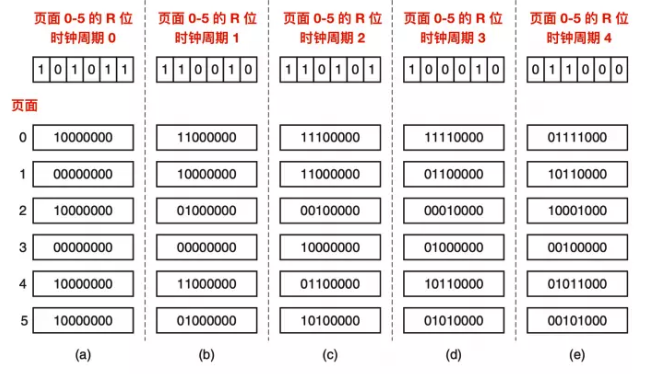 页面 0-5 的 R 位 页面 0-5 的 R 位 页面 0-5 的 R 位 页面 0-5 的 R 位 页面 0-5 的 R 位
时钟周期 0 时钟周期 1 时钟周期 2 时钟周期 3 时钟周期 4
1 0 1 0 1 1 1 1 0 0 1 0 1 1 0 1 0 1 1 0 0 0 1 0 0 1 1 0 0 0
页面
0 10000000 11000000 11100000 11110000 01111000
1 00000000 10000000 11000000 01100000 10110000
2 10000000 01000000 00100000 00010000 10001000
3 00000000 00000000 10000000 01000000 00100000
4 10000000 11000000 01100000 10110000 01011000
5 10000000 01000000 10100000 01010000 00101000
(a) (b) (c) (d) (e)